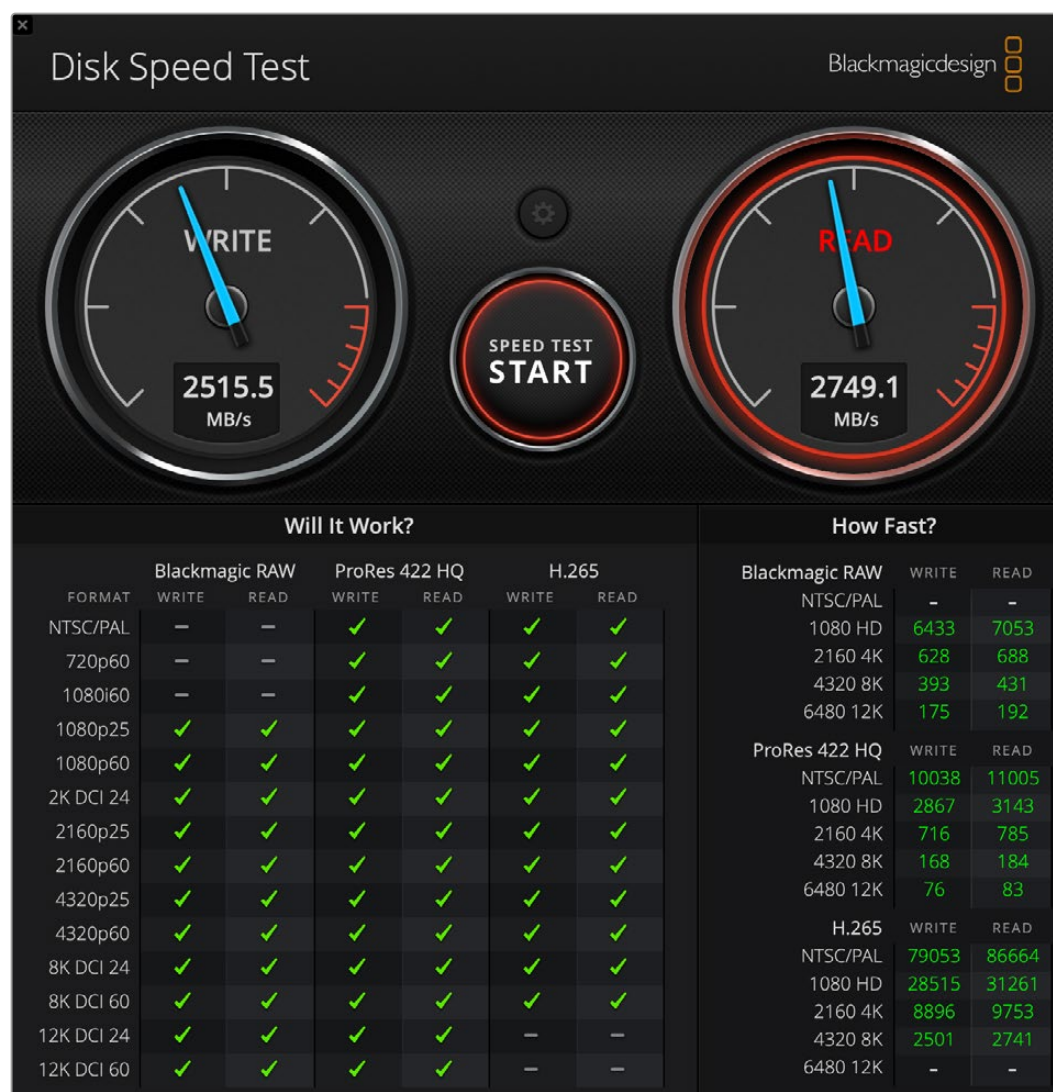 Disk Speed Test
Blackmagicdesign
WRITE
2515.5
MB/s
SPEED TEST
START
READ
2749.1
MB/s
Will It Work?
Blackmagic RAW ProRes 422 HQ H.265
FORMAT WRITE READ WRITE READ WRITE READ
NTSC/PAL – – ✓ ✓ ✓ ✓
720p60 – – ✓ ✓ ✓ ✓
1080i60 – – ✓ ✓ ✓ ✓
1080p25 ✓ ✓ ✓ ✓ ✓ ✓
1080p60 ✓ ✓ ✓ ✓ ✓ ✓
2K DCI 24 ✓ ✓ ✓ ✓ ✓ ✓
2160p25 ✓ ✓ ✓ ✓ ✓ ✓
2160p60 ✓ ✓ ✓ ✓ ✓ ✓
4320p25 ✓ ✓ ✓ ✓ ✓ ✓
4320p60 ✓ ✓ ✓ ✓ ✓ ✓
8K DCI 24 ✓ ✓ ✓ ✓ ✓ ✓
8K DCI 60 ✓ ✓ ✓ ✓ ✓ ✓
12K DCI 24 ✓ ✓ ✓ ✓ – –
12K DCI 60 ✓ ✓ ✓ ✓ – –
How Fast?
Blackmagic RAW WRITE READ
NTSC/PAL - -
1080 HD 6433 7053
2160 4K 628 688
4320 8K 393 431
6480 12K 175 192
ProRes 422 HQ WRITE READ
NTSC/PAL 10038 11005
1080 HD 2867 3143
2160 4K 716 785
4320 8K 168 184
6480 12K 76 83
H.265 WRITE READ
NTSC/PAL 79053 86664
1080 HD 28515 31261
2160 4K 8896 9753
4320 8K 2501 2741
6480 12K - -